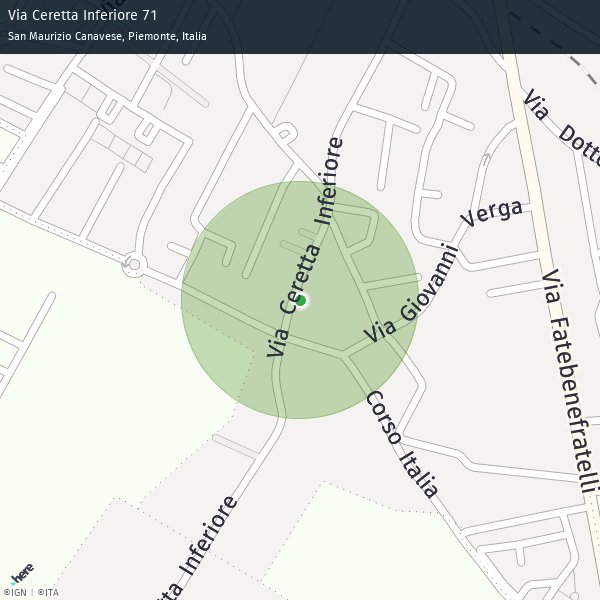 Via Ceretta Inferiore 71
San Maurizio Canavese, Piemonte, Italia
Via Dotto
Via Ceretta Inferiore
Via Giovanni Verga
Via Fatebenefratelli
Corso Italia
tta Inferiore
here
©IGN | ©ITA